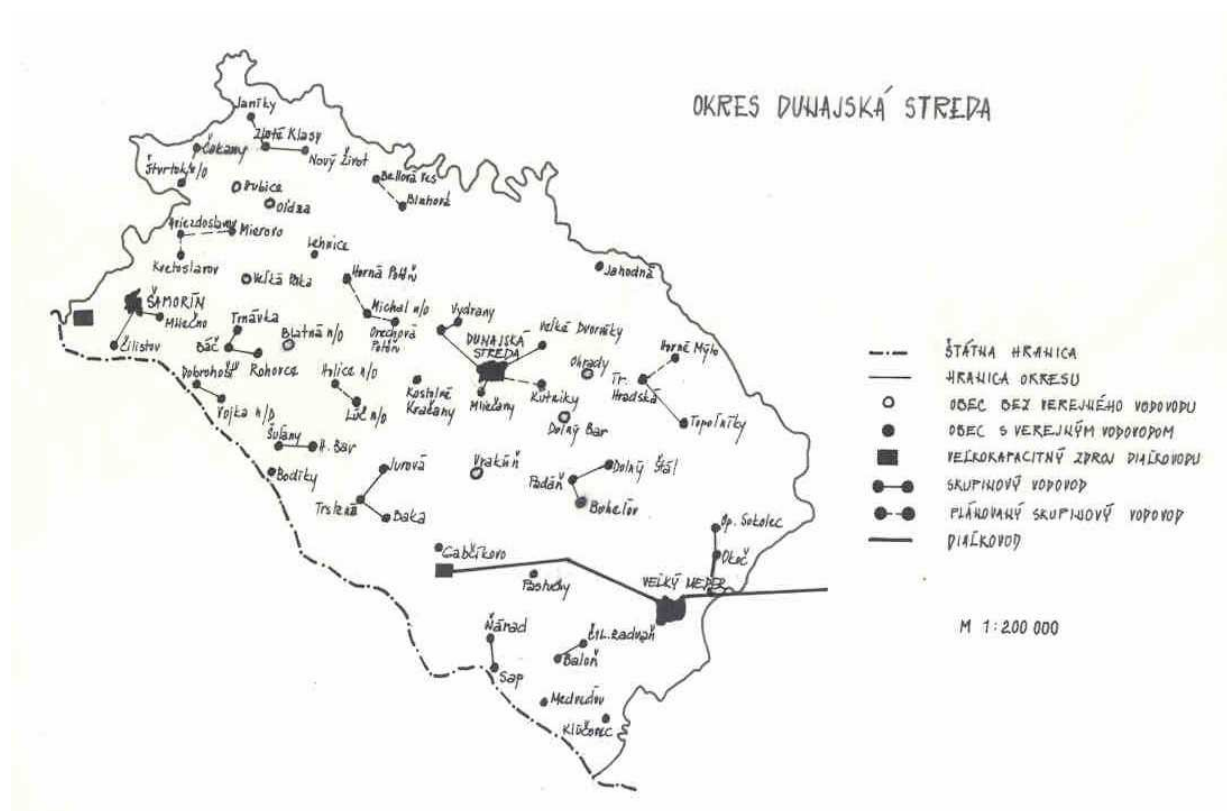 OKRES DUNAJSKÁ STREDA
Janíky
Zlaté Klasy
Čakany
Nový Život
Štvrtok n/o
Bellova Ves
Blahová
Hubice
Oldza
Hviezdoslavov
Mierovo
Lehnice
Kvetoslavov
Veľká Paka
Horná Potôň
Jahodná
ŠAMORÍN
Mliečno
Michal n/o
Vydrany
Trnávka
Orechová
Potôň
Veľké Dvorníky
Blatná n/o
DUNAJSKÁ
STREDA
Čilistov
Báč
Rohovce
Horné Mýto
Ohrady
Dobrohošť
Holice n/o
Kostolné
Kračany
Kutníky
Tr.
Hradská
Mliečany
Vojka n/D
Lúč n/o
Topoľníky
Dolný Bar
Šuľany
H. Bar
Bodíky
Jurová
Vrakúň
Dolný Štál
Padáň
Boheľov
Trstená
Baka
Op. Sokolec
Gabčíkovo
Okoč
Pastuchy
VEĽKÝ MEDER
Ňárad
Čil. Radvaň
Baloň
Sap
Medveďov
Kľúčovec
ŠTÁTNA HRANICA
HRANICA OKRESU
OBEC BEZ VEREJNÉHO VODOVODU
OBEC S VEREJNÝM VODOVODOM
VEĽKOKAPACITNÝ ZDROJ DIAĽKOVODU
SKUPINOVÝ VODOVOD
PLÁNOVANÝ SKUPINOVÝ VODOVOD
DIAĽKOVOD
M 1:200 000